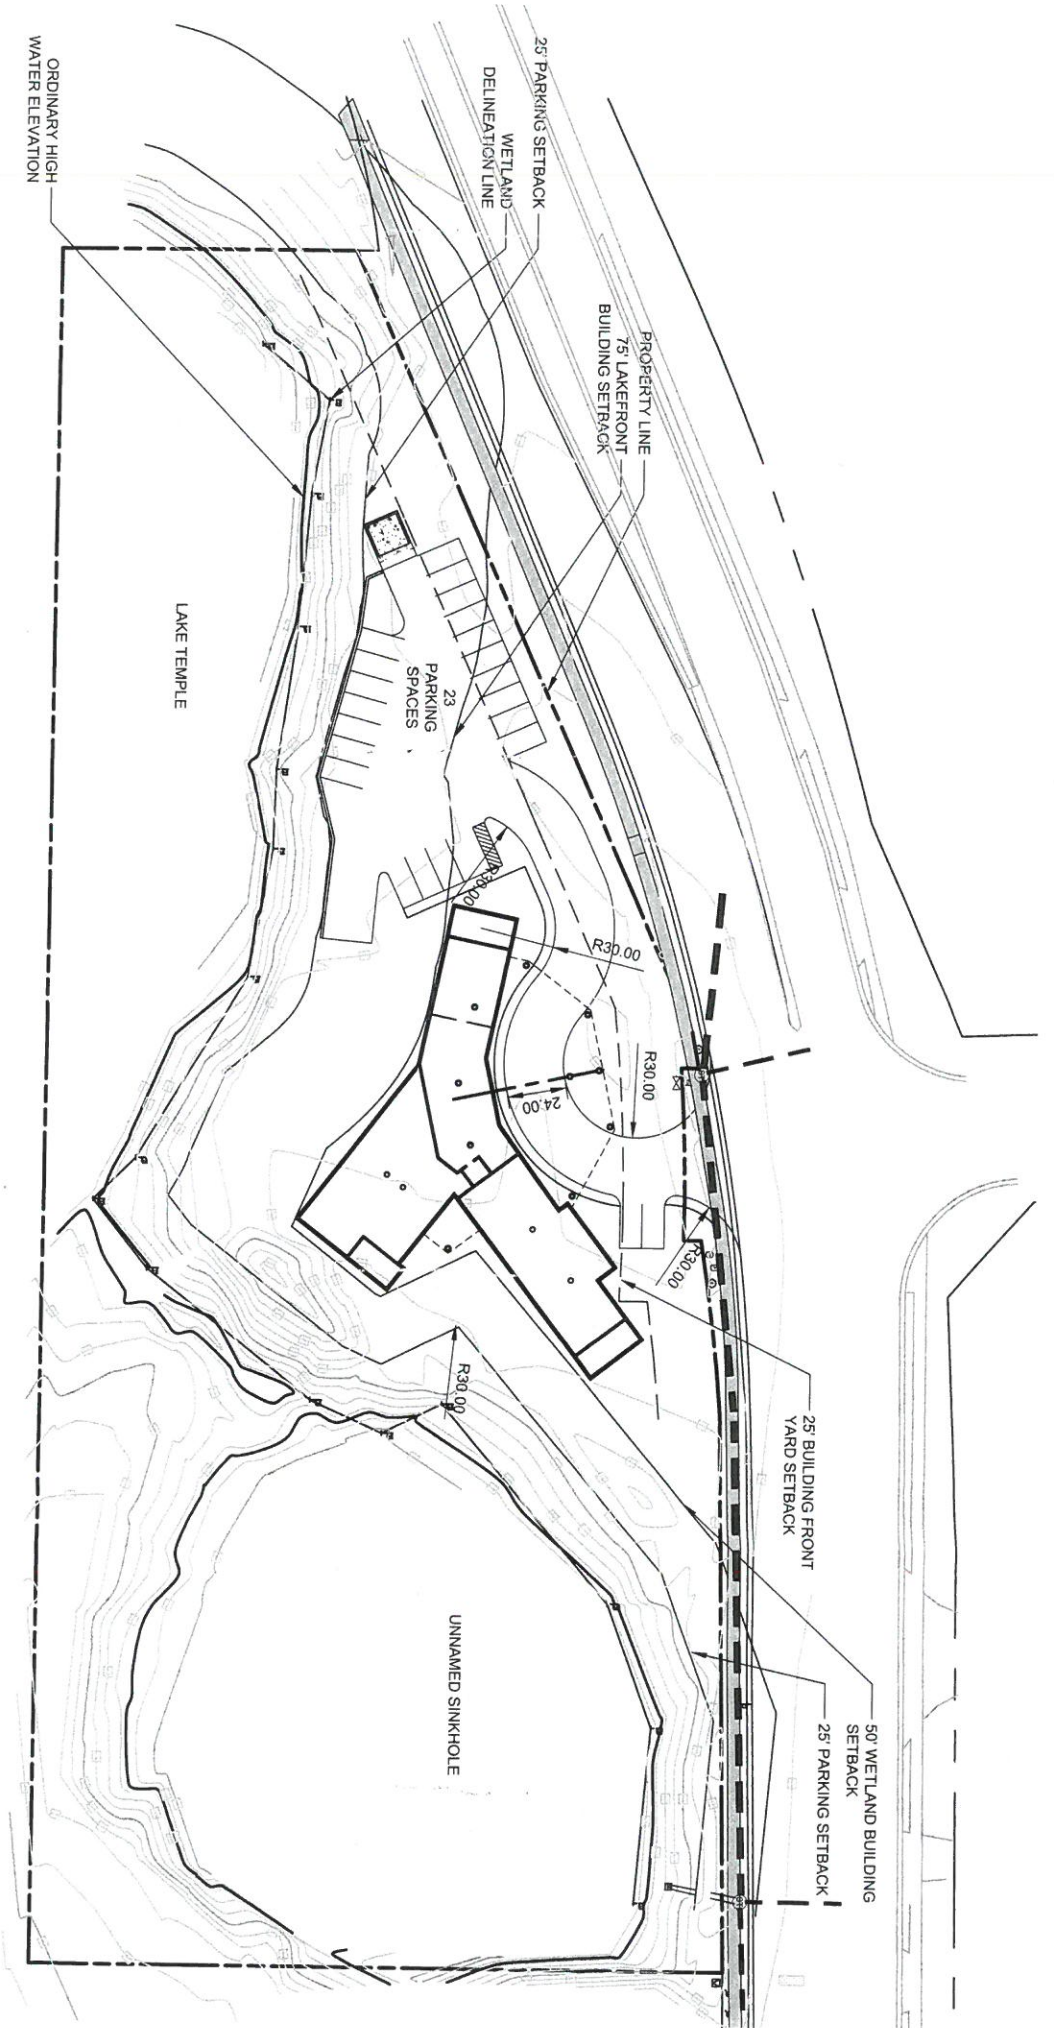 25' PARKING SETBACK
WETLAND
DELINEATION LINE
ORDINARY HIGH
WATER ELEVATION
PROPERTY LINE
75' LAKEFRONT
BUILDING SETBACK
LAKE TEMPLE
23
PARKING
SPACES
R30.00
R30.00
R30.00
24.00
R30.00
R30.00
25' BUILDING FRONT
YARD SETBACK
50' WETLAND BUILDING
SETBACK
25' PARKING SETBACK
UNNAMED SINKHOLE